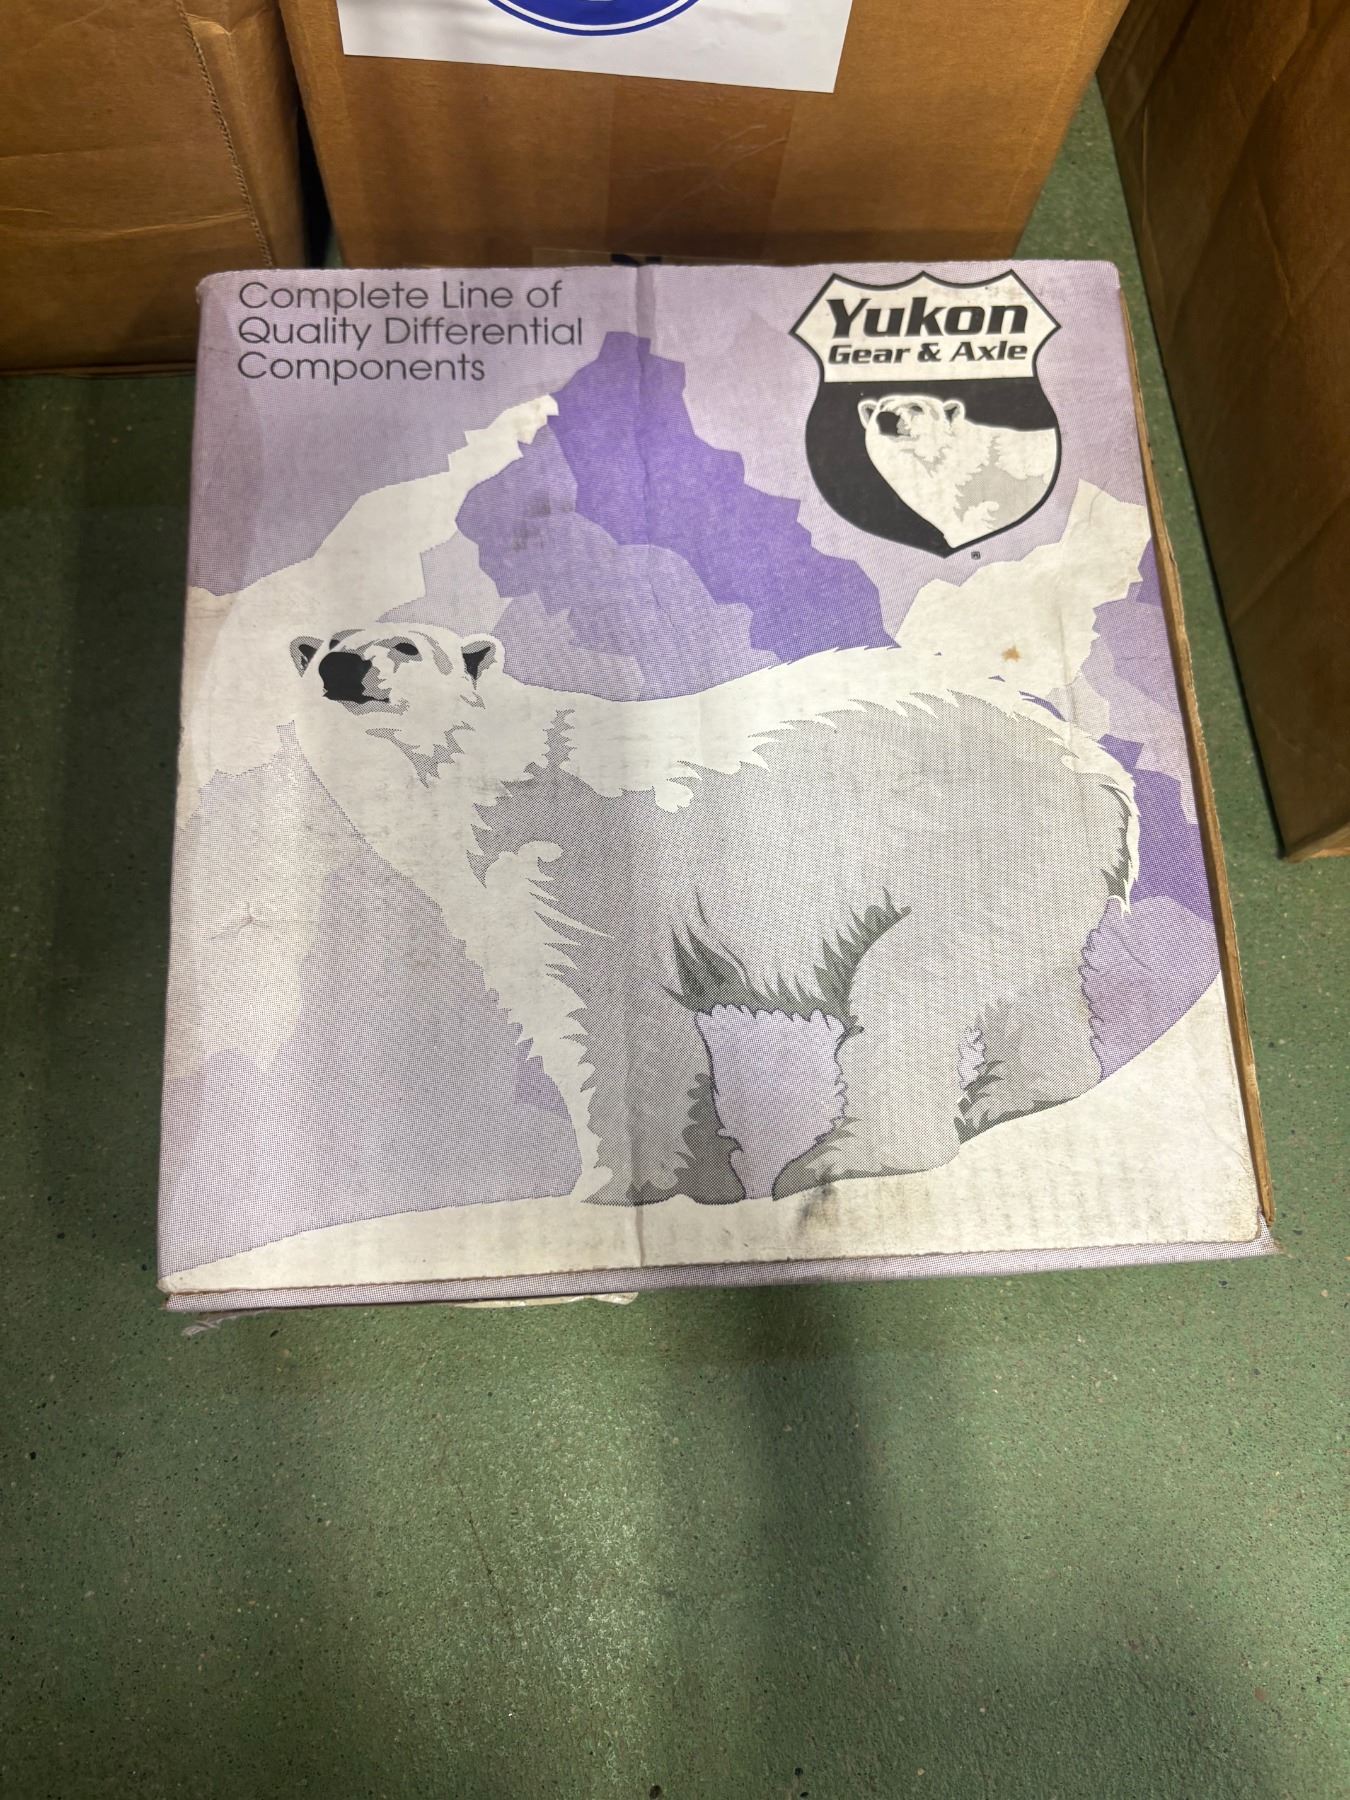 Complete Line of
Quality Differential
Components
Yukon
Gear & Axle
®